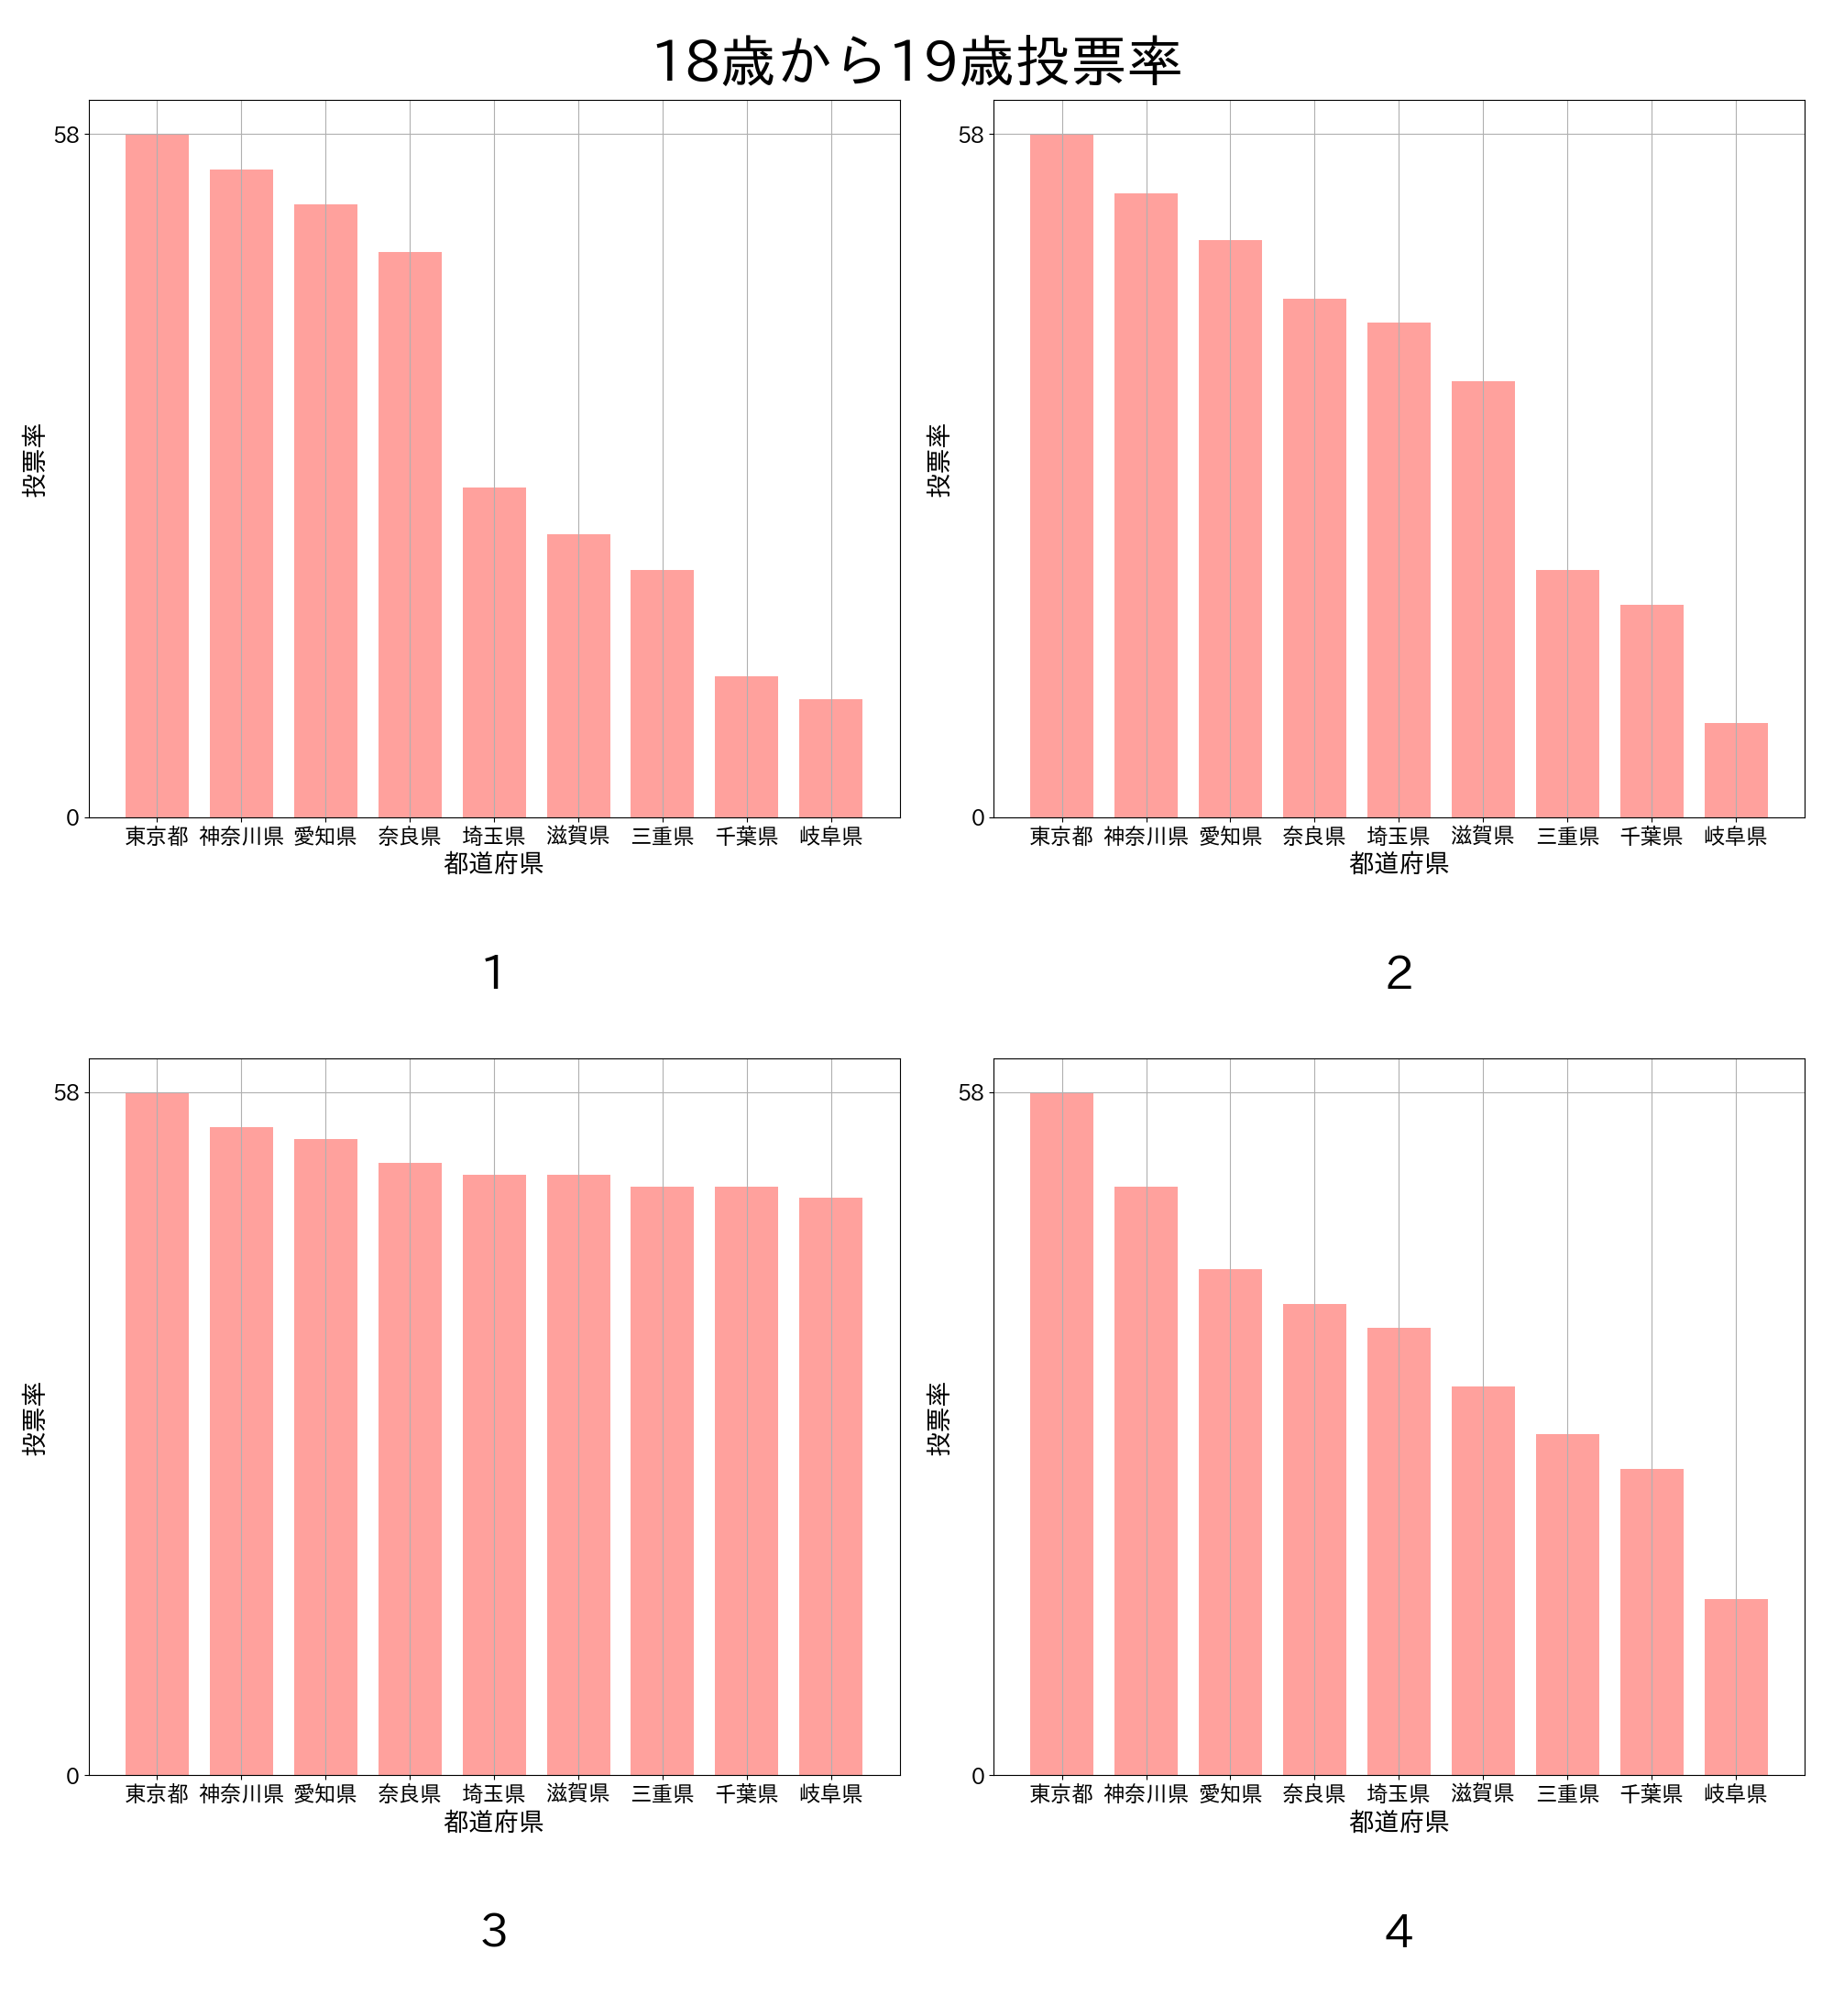 18歳から19歳投票率
58
0
投票率
東京都 神奈川県 愛知県 奈良県 埼玉県 滋賀県 三重県 千葉県 岐阜県
都道府県
1
58
0
投票率
東京都 神奈川県 愛知県 奈良県 埼玉県 滋賀県 三重県 千葉県 岐阜県
都道府県
2
58
0
投票率
東京都 神奈川県 愛知県 奈良県 埼玉県 滋賀県 三重県 千葉県 岐阜県
都道府県
3
58
0
投票率
東京都 神奈川県 愛知県 奈良県 埼玉県 滋賀県 三重県 千葉県 岐阜県
都道府県
4